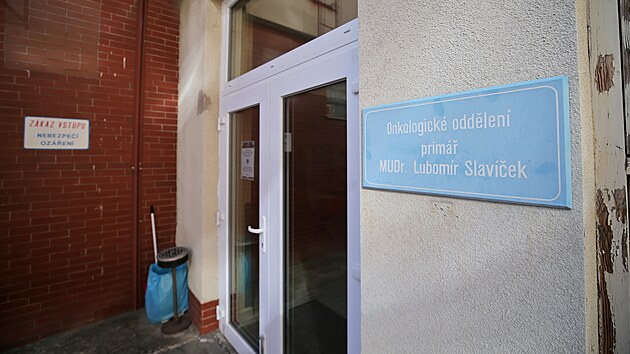 ZÁKAZ VSTUPU
NEBEZPEČÍ
OZÁŘENÍ
Onkologické oddělení
primář
MUDr. Lubomír Slavíček